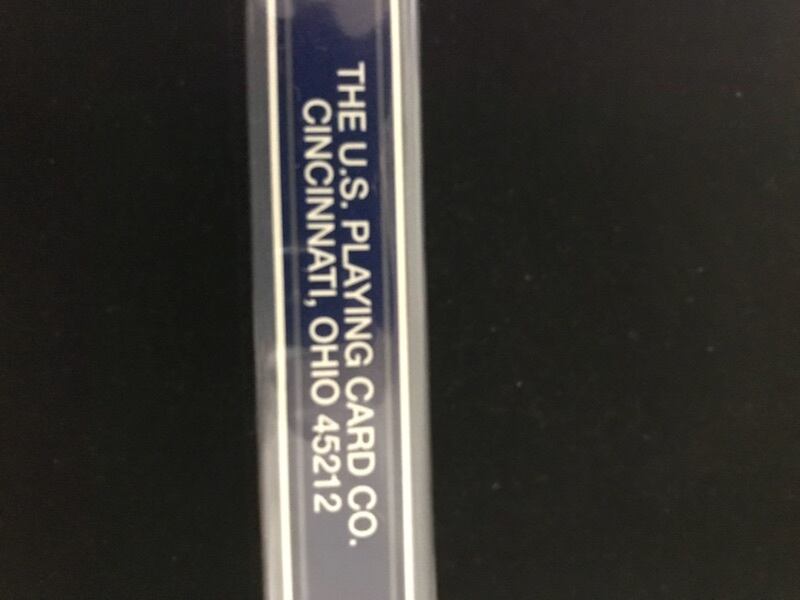 THE U.S. PLAYING CARD CO.
CINCINNATI, OHIO 45212